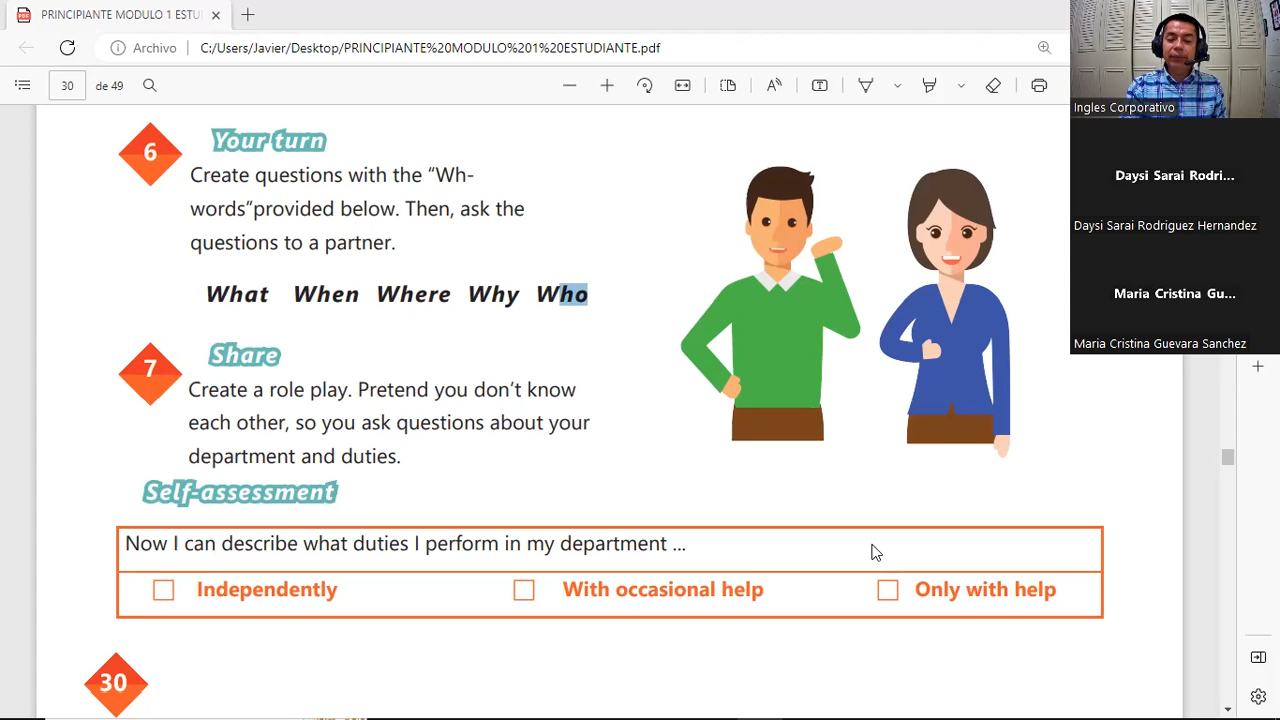 PRINCIPIANTE MODULO 1 ESTU
Archivo
C:/Users/Javier/Desktop/PRINCIPIANTE%20MODULO%201%20ESTUDIANTE.pdf
30
de 49
Ingles Corporativo
Daysi Sarai Rodri...
Daysi Sarai Rodriguez Hernandez
Maria Cristina Gu...
Maria Cristina Guevara Sanchez
6
Your turn
Create questions with the “Wh-
words“provided below. Then, ask the
questions to a partner.
What When Where Why Who
7
Share
Create a role play. Pretend you don’t know
each other, so you ask questions about your
department and duties.
Self-assessment
Now I can describe what duties I perform in my department ...
Independently
With occasional help
Only with help
30